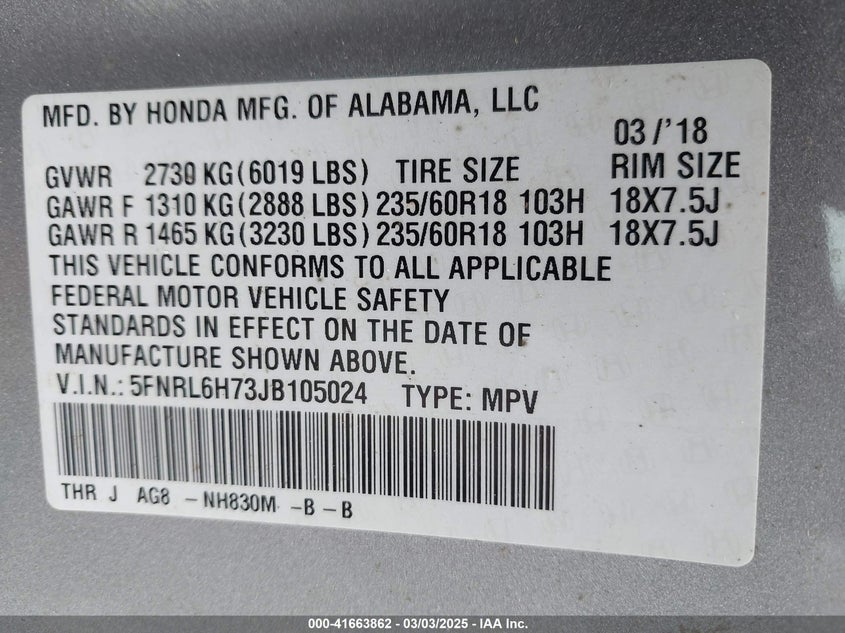 MFD. BY HONDA MFG. OF ALABAMA, LLC
03/'18
GVWR 2730 KG(6019 LBS) TIRE SIZE RIM SIZE
GAWR F 1310 KG(2888 LBS) 235/60R18 103H 18X7.5J
GAWR R 1465 KG(3230 LBS) 235/60R18 103H 18X7.5J
THIS VEHICLE CONFORMS TO ALL APPLICABLE
FEDERAL MOTOR VEHICLE SAFETY
STANDARDS IN EFFECT ON THE DATE OF
MANUFACTURE SHOWN ABOVE.
V.I.N.: 5FNRL6H73JB105024 TYPE: MPV
THR J AG8 -NH830M -B-B
000-41663862 - 03/03/2025 - IAA Inc.